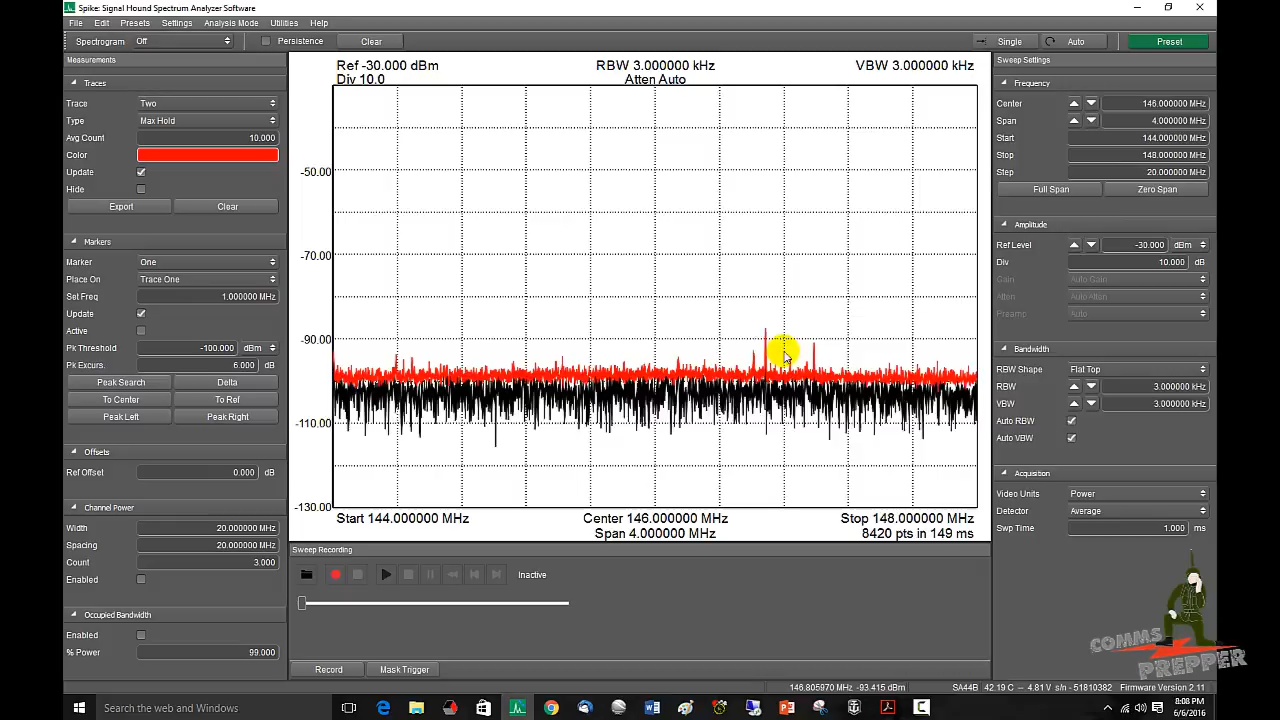 Spike: Signal Hound Spectrum Analyzer Software
File Edit Presets Settings Analysis Mode Utilities Help
Spectrogram Off Persistence Clear Single Auto Preset
Measurements
Traces
Trace Two
Type Max Hold
Avg Count 10.000
Color
Update
Hide
Export Clear
Markers
Marker One
Place On Trace One
Set Freq 1.000000 MHz
Update
Active
Pk Threshold -100.000 dBm
Pk Excurs. 6.000
Peak Search Delta
To Center To Ref
Peak Left Peak Right
Offsets
Ref Offset 0.000 dB
Channel Power
Width 20.000000 MHz
Spacing 20.000000 MHz
Count 3.000
Enabled
Occupied Bandwidth
Enabled
% Power 99.000
Ref -30.000 dBm RBW 3.000000 kHz VBW 3.000000 kHz
Div 10.0 Atten Auto
-50.00
-70.00
-90.00
-110.00
-130.00
Start 144.000000 MHz Center 146.000000 MHz Stop 148.000000 MHz
Span 4.000000 MHz 8420 pts in 149 ms
Sweep Recording
Inactive
Record Mask Trigger
Sweep Settings
Frequency
Center 146.000000 MHz
Span 4.000000 MHz
Start 144.000000 MHz
Stop 148.000000 MHz
Step 20.000000 MHz
Full Span Zero Span
Amplitude
Ref Level -30.000 dBm
Div 10.000 dB
Gain Auto Gain
Atten Auto Atten
Preamp Auto
Bandwidth
RBW Shape Flat Top
RBW 3.000000 kHz
VBW 3.000000 kHz
Auto RBW
Auto VBW
Acquisition
Video Units Power
Detector Average
Swp Time 1.000 ms
COMMS
PREPPER
146.805970 MHz -93.415 dBm SA44B 42.19 C -- 4.81 V s/n - 51810382 Firmware Version 2.11
Search the web and Windows
8:08 PM
6/6/2016